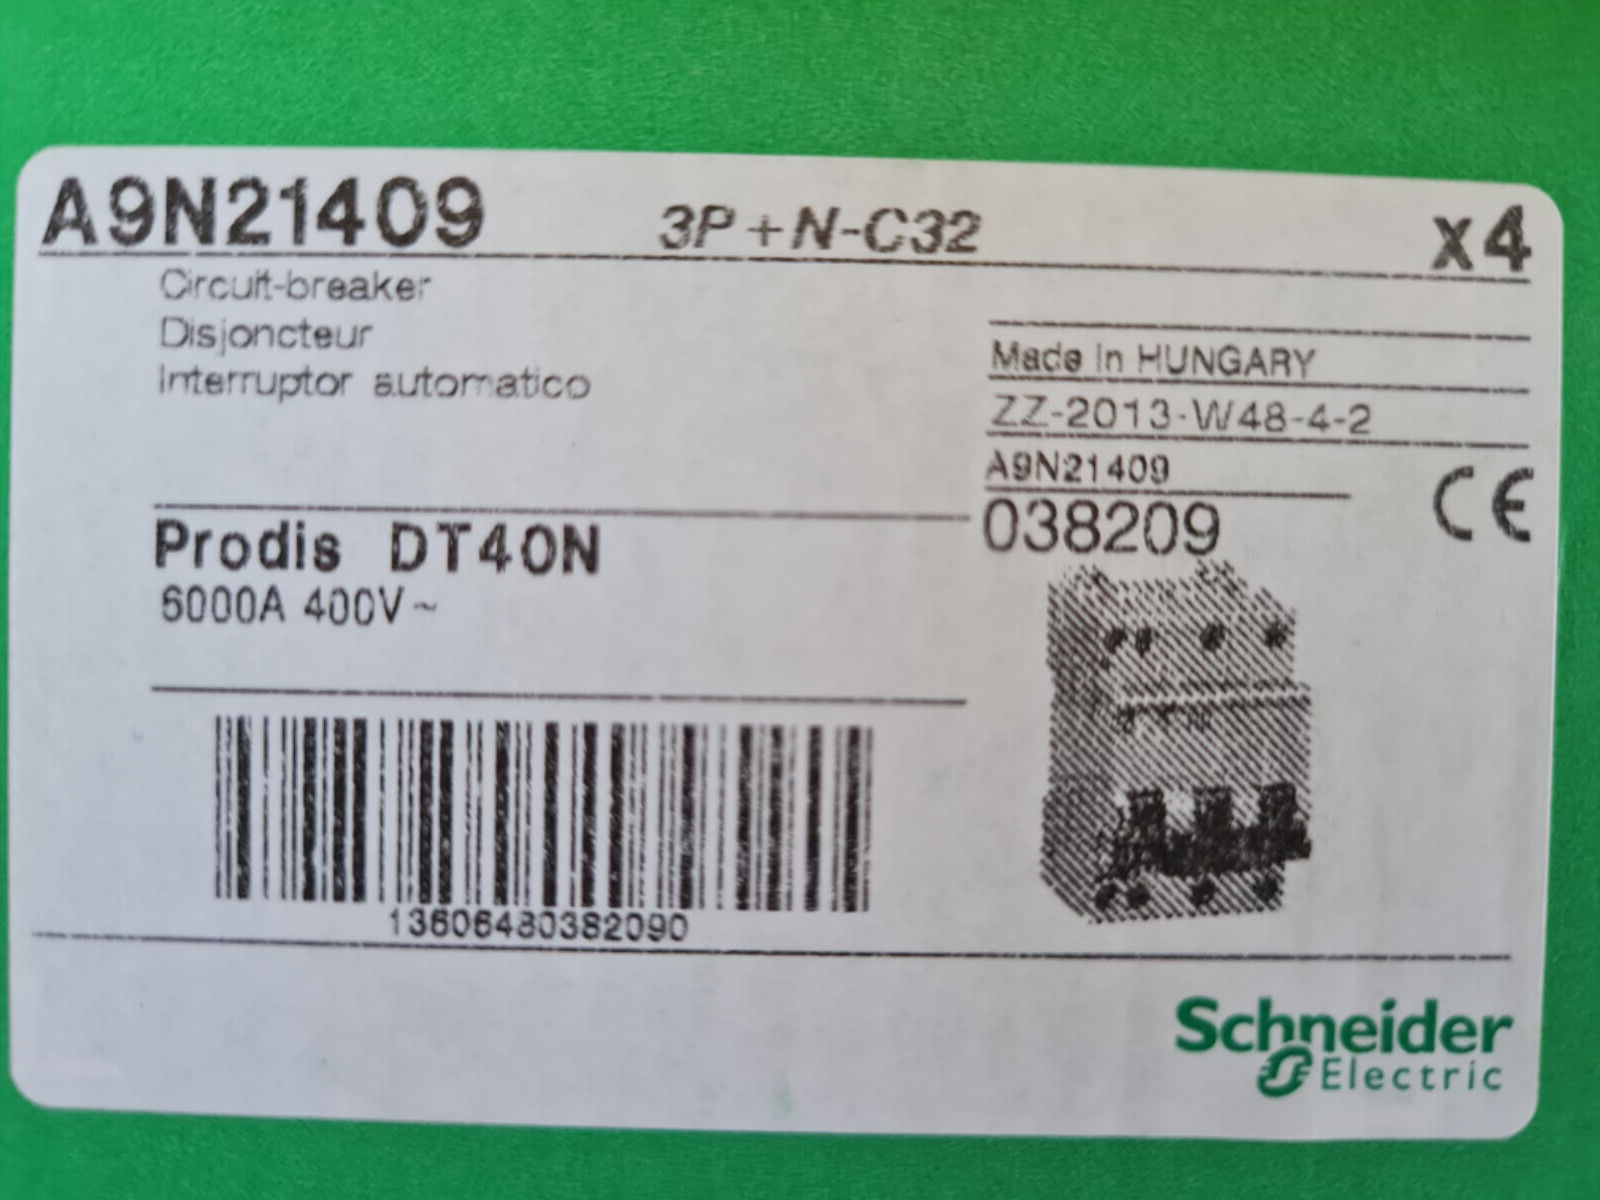 A9N21409 3P+N-C32 x4
Circuit-breaker
Disjoncteur
Interruptor automatico
Made in HUNGARY
ZZ-2013-W48-4-2
A9N21409
038209
CE
Prodis DT40N
6000A 400V~
13606480382090
Schneider
Electric